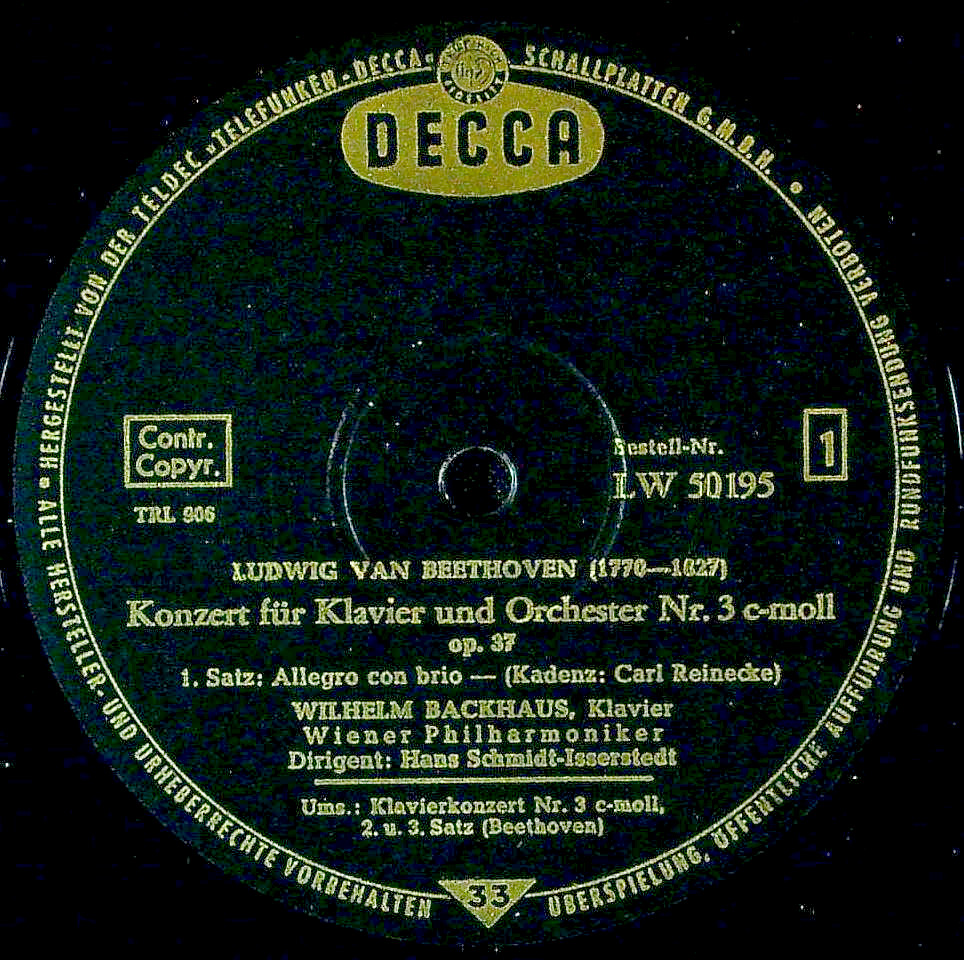 HERGESTELLT VON DER TELDEC »TELEFUNKEN-DECCA« SCHALLPLATTEN G.M.B.H.
DECCA
Contr.
Copyr.
TRL 906
Bestell-Nr.
LW 50195
1
LUDWIG VAN BEETHOVEN (1770—1827)
Konzert für Klavier und Orchester Nr. 3 c-moll
op. 37
1. Satz: Allegro con brio — (Kadenz: Carl Reinecke)
WILHELM BACKHAUS, Klavier
Wiener Philharmoniker
Dirigent: Hans Schmidt-Isserstedt
Ums.: Klavierkonzert Nr. 3 c-moll,
2. u. 3. Satz (Beethoven)
33
ALLE HERSTELLER- UND URHEBERRECHTE VORBEHALTEN
ÜBERSPIELUNG, ÖFFENTLICHE AUFFÜHRUNG UND RUNDFUNKSENDUNG VERBOTEN